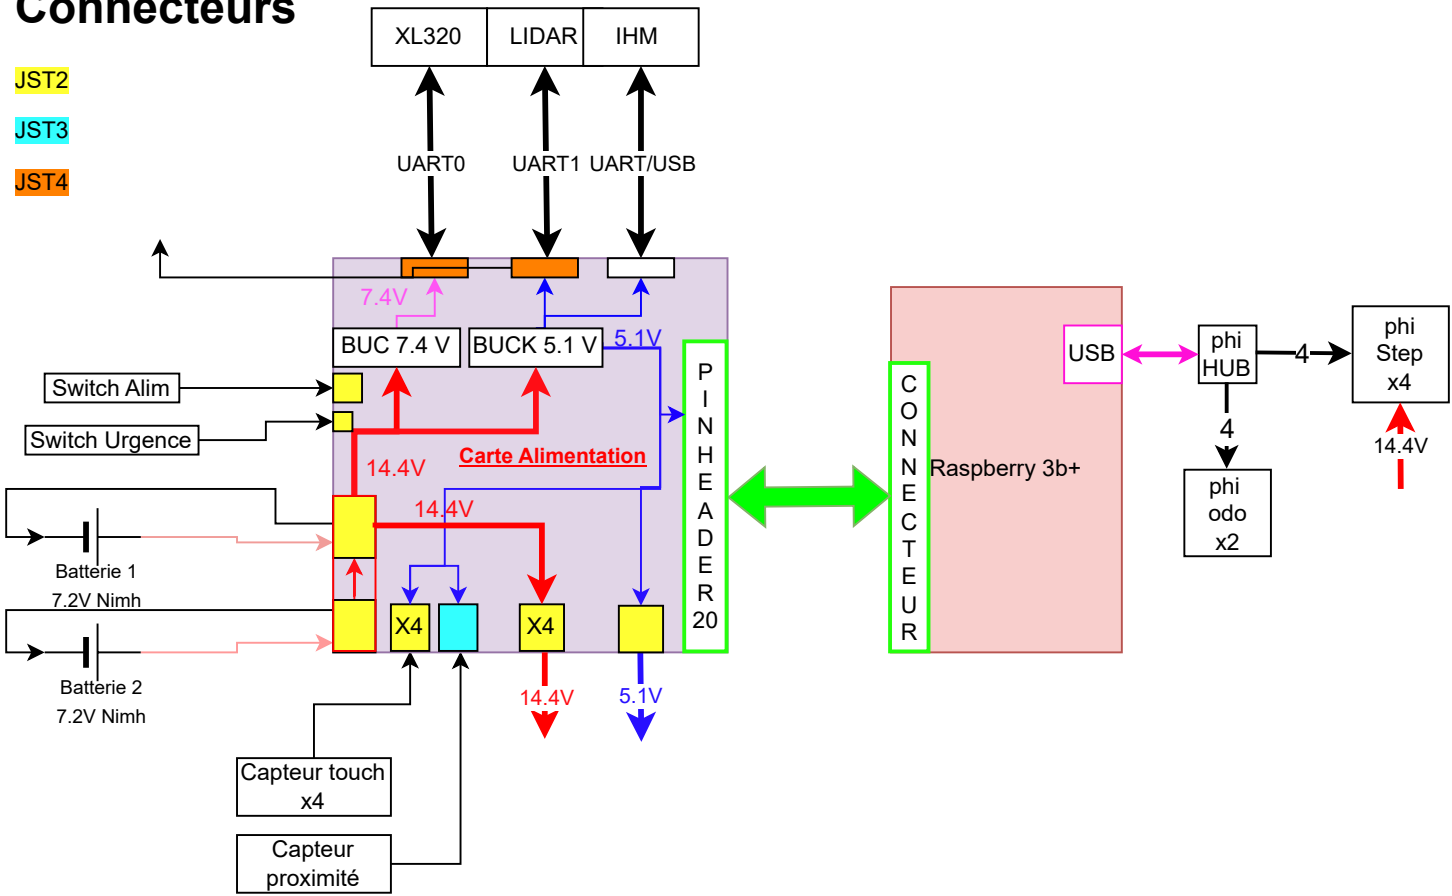 Connecteurs
JST2
JST3
JST4
XL320
LIDAR
IHM
UART0
UART1
UART/USB
7.4V
BUC 7.4 V
BUCK 5.1 V
5.1V
Switch Alim
Switch Urgence
14.4V
Carte Alimentation
14.4V
Batterie 1
7.2V Nimh
Batterie 2
7.2V Nimh
X4
X4
14.4V
5.1V
Capteur touch
x4
Capteur
proximité
P
I
N
H
E
A
D
E
R
20
C
O
N
N
E
C
T
E
U
R
Raspberry 3b+
USB
phi
HUB
4
phi
Step
x4
14.4V
4
phi
odo
x2